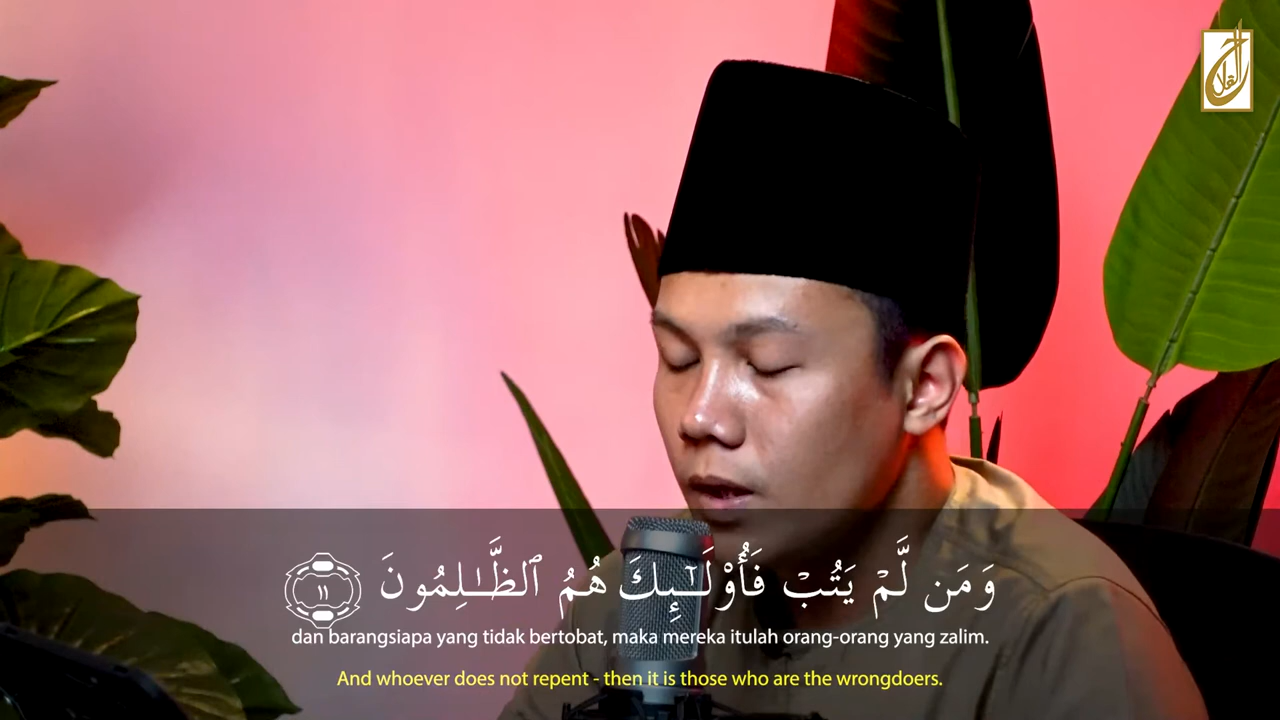 وَمَن لَّمْ يَتُبْ فَأُو۟لَـٰٓئِكَ هُمُ ٱلظَّـٰلِمُونَ ١١
dan barangsiapa yang tidak bertobat, maka mereka itulah orang-orang yang zalim.
And whoever does not repent - then it is those who are the wrongdoers.